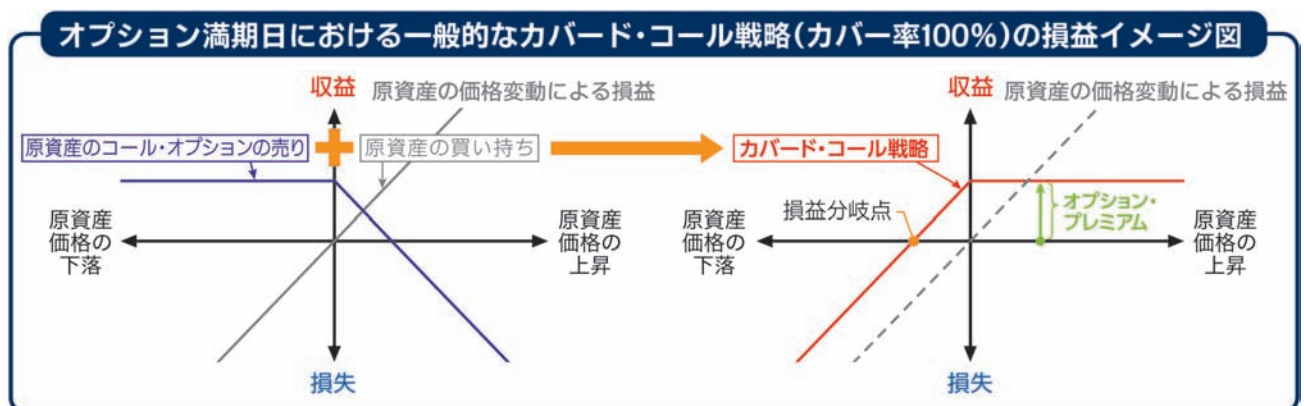 オプション満期日における一般的なカバード・コール戦略(カバー率100%)の損益イメージ図
収益
原資産の価格変動による損益
原資産のコール・オプションの売り
原資産の買い持ち
原資産
価格の
下落
原資産
価格の
上昇
損失
収益
原資産の価格変動による損益
カバード・コール戦略
損益分岐点
オプション・
プレミアム
原資産
価格の
下落
原資産
価格の
上昇
損失